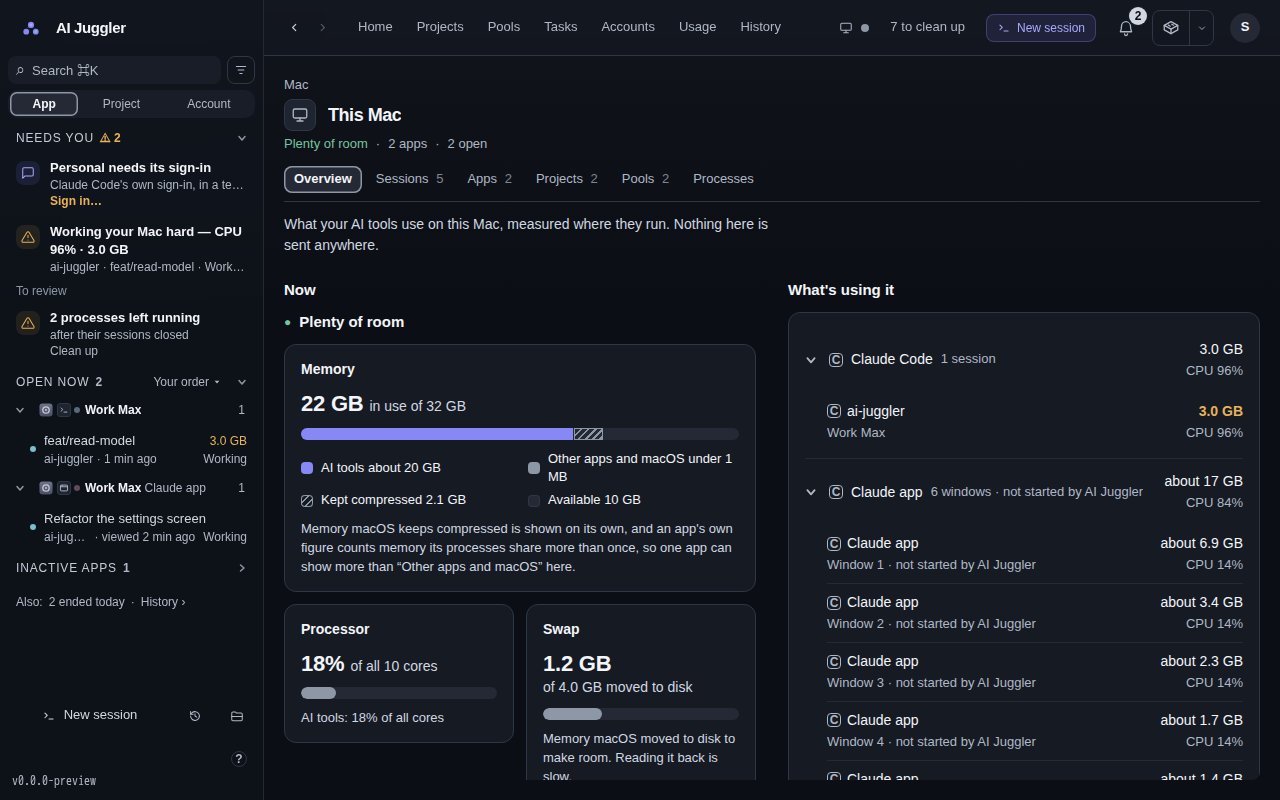 AI Juggler
Search ⌘K
App
Project
Account
NEEDS YOU 2
Personal needs its sign-in
Claude Code's own sign-in, in a te…
Sign in…
Working your Mac hard — CPU
96% · 3.0 GB
ai-juggler · feat/read-model · Work…
To review
2 processes left running
after their sessions closed
Clean up
OPEN NOW 2
Your order
Work Max
1
feat/read-model
3.0 GB
ai-juggler · 1 min ago
Working
Work Max Claude app
1
Refactor the settings screen
ai-jug… · viewed 2 min ago
Working
INACTIVE APPS 1
Also: 2 ended today · History ›
New session
?
v0.0.0-preview
Home
Projects
Pools
Tasks
Accounts
Usage
History
7 to clean up
New session
2
S
Mac
This Mac
Plenty of room · 2 apps · 2 open
Overview
Sessions 5
Apps 2
Projects 2
Pools 2
Processes
What your AI tools use on this Mac, measured where they run. Nothing here is
sent anywhere.
Now
Plenty of room
Memory
22 GB in use of 32 GB
AI tools about 20 GB
Other apps and macOS under 1
MB
Kept compressed 2.1 GB
Available 10 GB
Memory macOS keeps compressed is shown on its own, and an app's own
figure counts memory its processes share more than once, so one app can
show more than “Other apps and macOS” here.
Processor
18% of all 10 cores
AI tools: 18% of all cores
Swap
1.2 GB
of 4.0 GB moved to disk
Memory macOS moved to disk to
make room. Reading it back is
slow.
What's using it
C Claude Code 1 session
3.0 GB
CPU 96%
C ai-juggler
3.0 GB
Work Max
CPU 96%
C Claude app 6 windows · not started by AI Juggler
about 17 GB
CPU 84%
C Claude app
about 6.9 GB
Window 1 · not started by AI Juggler
CPU 14%
C Claude app
about 3.4 GB
Window 2 · not started by AI Juggler
CPU 14%
C Claude app
about 2.3 GB
Window 3 · not started by AI Juggler
CPU 14%
C Claude app
about 1.7 GB
Window 4 · not started by AI Juggler
CPU 14%
C Claude app
about 1.4 GB